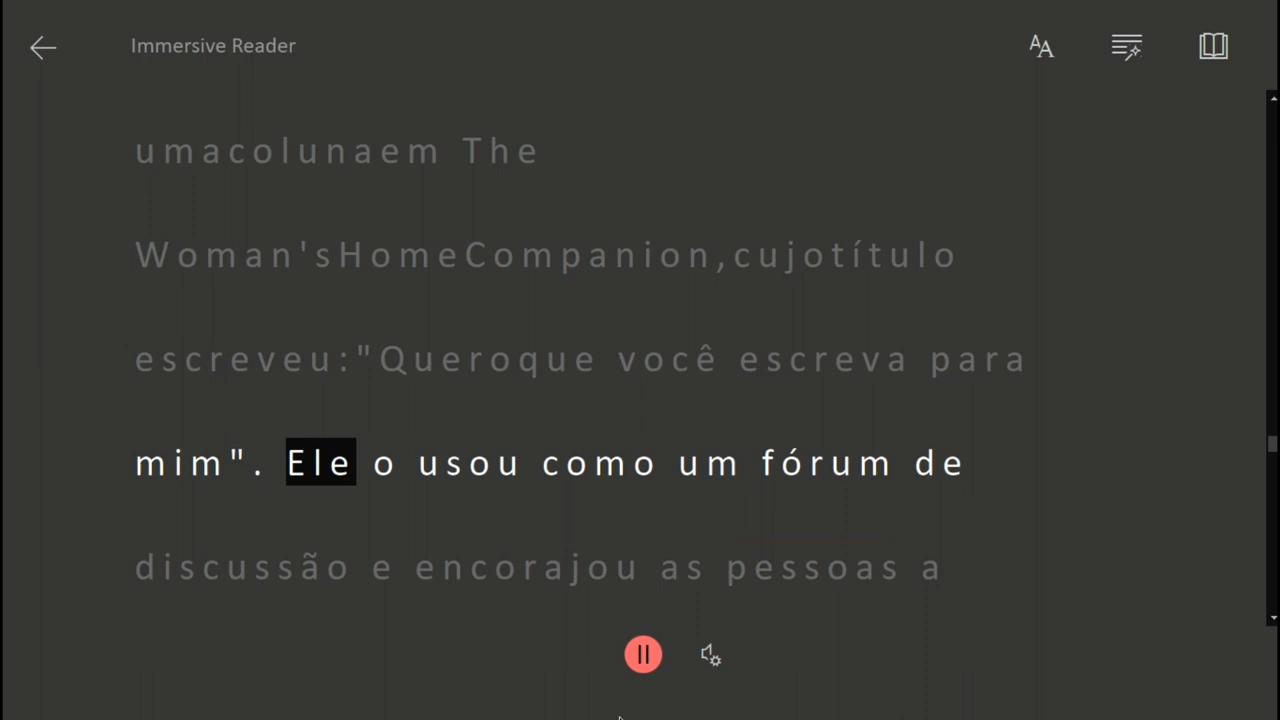 Immersive Reader
umacolunaem The
Woman'sHomeCompanion,cujotítulo
escreveu:"Queroque você escreva para
mim". Ele o usou como um fórum de
discussão e encorajou as pessoas a